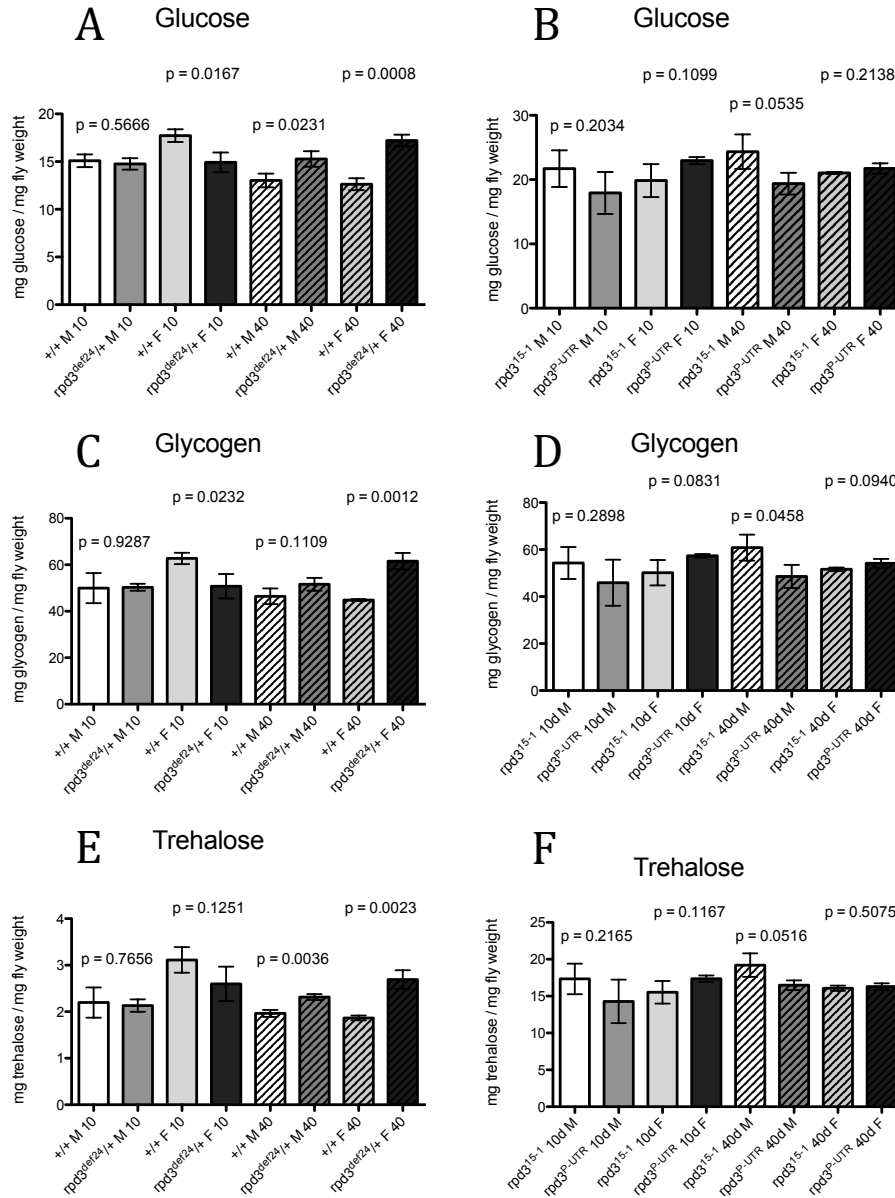 A Glucose
p = 0.0167 p = 0.0008
p = 0.5666 p = 0.0231
mg glucose / mg fly weight
20
15
10
5
0
+/+ M 10
rpd3def24/+ M 10
+/+ F 10
rpd3def24/+ F 10
+/+ M 40
rpd3def24/+ M 40
+/+ F 40
rpd3def24/+ F 40
B Glucose
p = 0.1099 p = 0.2138
p = 0.2034 p = 0.0535
mg glucose / mg fly weight
30
20
10
0
rpd315-1 M 10
rpd3P-UTR M 10
rpd315-1 F 10
rpd3P-UTR F 10
rpd315-1 M 40
rpd3P-UTR M 40
rpd315-1 F 40
rpd3P-UTR F 40
C Glycogen
p = 0.0232 p = 0.0012
p = 0.9287 p = 0.1109
mg glycogen / mg fly weight
80
60
40
20
0
+/+ M 10
rpd3def24/+ M 10
+/+ F 10
rpd3def24/+ F 10
+/+ M 40
rpd3def24/+ M 40
+/+ F 40
rpd3def24/+ F 40
D Glycogen
p = 0.0831 p = 0.0940
p = 0.2898 p = 0.0458
mg glycogen / mg fly weight
80
60
40
20
0
rpd315-1 10d M
rpd3P-UTR 10d M
rpd315-1 10d F
rpd3P-UTR 10d F
rpd315-1 40d M
rpd3P-UTR 40d M
rpd315-1 40d F
rpd3P-UTR 40d F
E Trehalose
p = 0.1251 p = 0.0023
p = 0.7656 p = 0.0036
mg trehalose / mg fly weight
4
3
2
1
0
+/+ M 10
rpd3def24/+ M 10
+/+ F 10
rpd3def24/+ F 10
+/+ M 40
rpd3def24/+ M 40
+/+ F 40
rpd3def24/+ F 40
F Trehalose
p = 0.1167 p = 0.5075
p = 0.2165 p = 0.0516
mg trehalose / mg fly weight
25
20
15
10
5
0
rpd315-1 10d M
rpd3P-UTR 10d M
rpd315-1 10d F
rpd3P-UTR 10d F
rpd315-1 40d M
rpd3P-UTR 40d M
rpd315-1 40d F
rpd3P-UTR 40d F